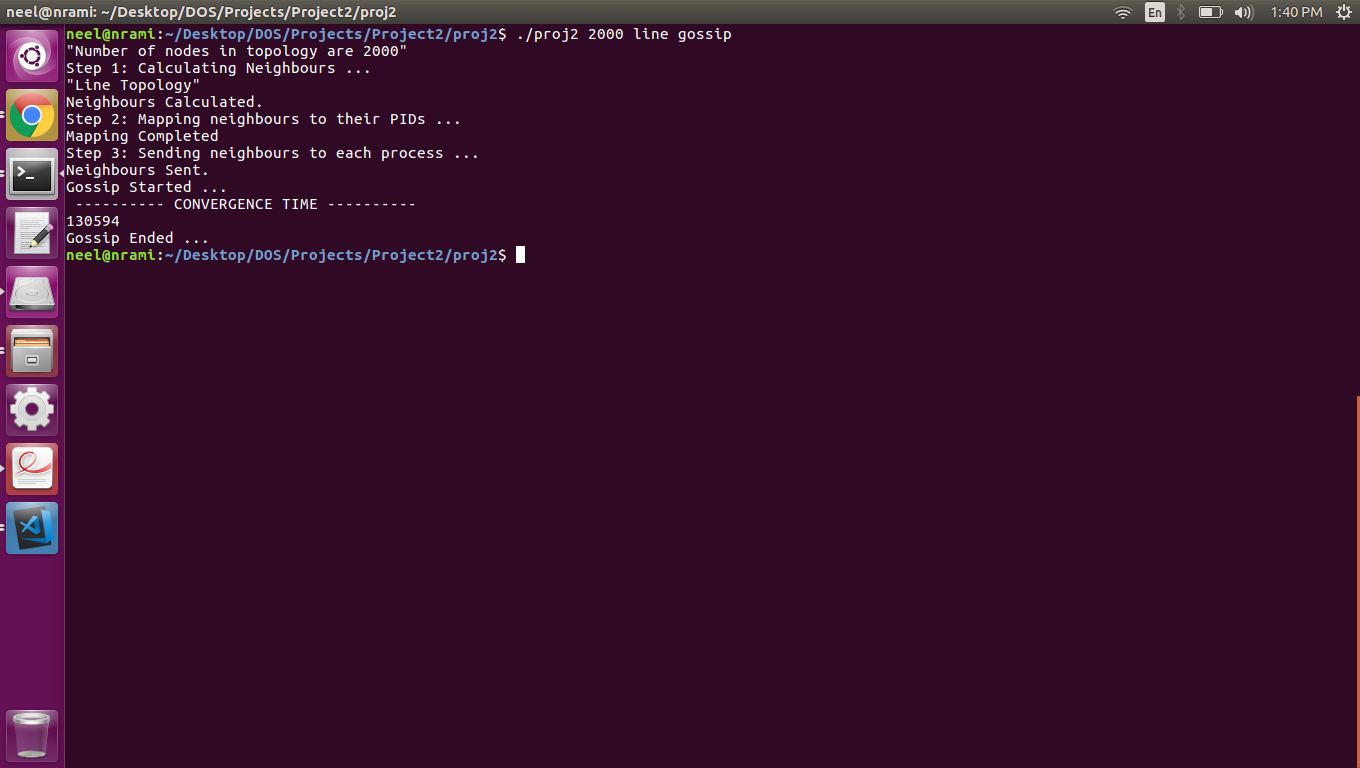 neel@nrami: ~/Desktop/DOS/Projects/Project2/proj2
En
1:40 PM
neel@nrami:~/Desktop/DOS/Projects/Project2/proj2$ ./proj2 2000 line gossip
"Number of nodes in topology are 2000"
Step 1: Calculating Neighbours ...
"Line Topology"
Neighbours Calculated.
Step 2: Mapping neighbours to their PIDs ...
Mapping Completed
Step 3: Sending neighbours to each process ...
Neighbours Sent.
Gossip Started ...
---------- CONVERGENCE TIME ----------
130594
Gossip Ended ...
neel@nrami:~/Desktop/DOS/Projects/Project2/proj2$